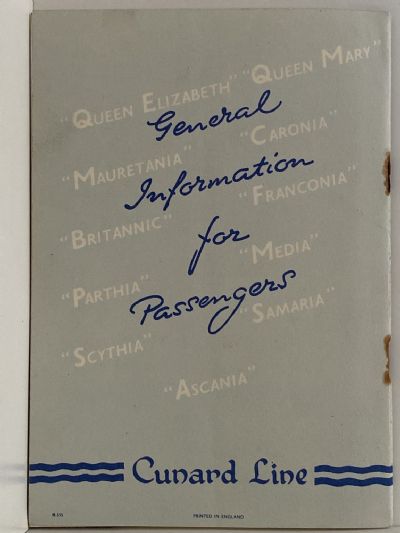 "QUEEN ELIZABETH" "QUEEN MARY"
General
"MAURETANIA" "CARONIA"
Information
"BRITANNIC" "FRANCONIA"
for
"PARTHIA" "MEDIA"
Passengers
"SCYTHIA" "SAMARIA"
"ASCANIA"
Cunard Line
PRINTED IN ENGLAND